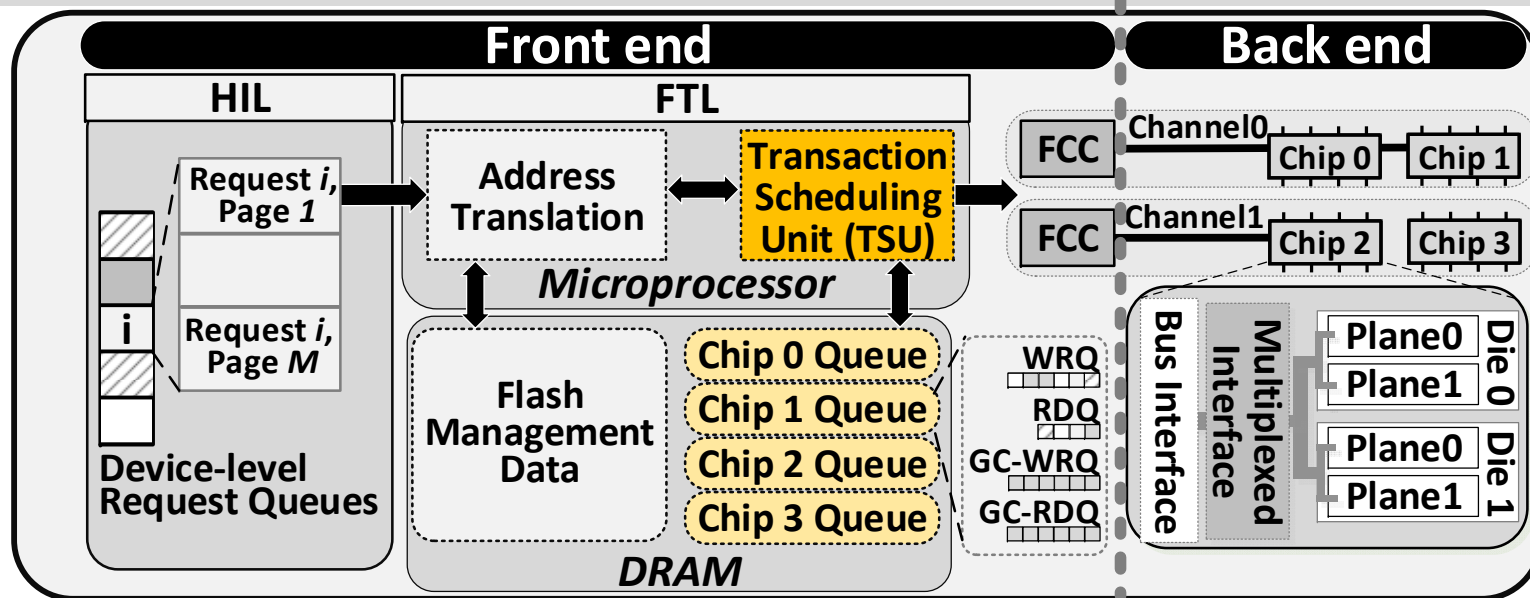 Front end
Back end
HIL
FTL
Request i,
Page 1
Request i,
Page M
i
Device-level
Request Queues
Address
Translation
Transaction
Scheduling
Unit (TSU)
Microprocessor
Flash
Management
Data
Chip 0 Queue
Chip 1 Queue
Chip 2 Queue
Chip 3 Queue
DRAM
WRQ
RDQ
GC-WRQ
GC-RDQ
FCC
Channel0
Chip 0
Chip 1
FCC
Channel1
Chip 2
Chip 3
Bus Interface
Multiplexed
Interface
Plane0
Plane1
Die 0
Plane0
Plane1
Die 1